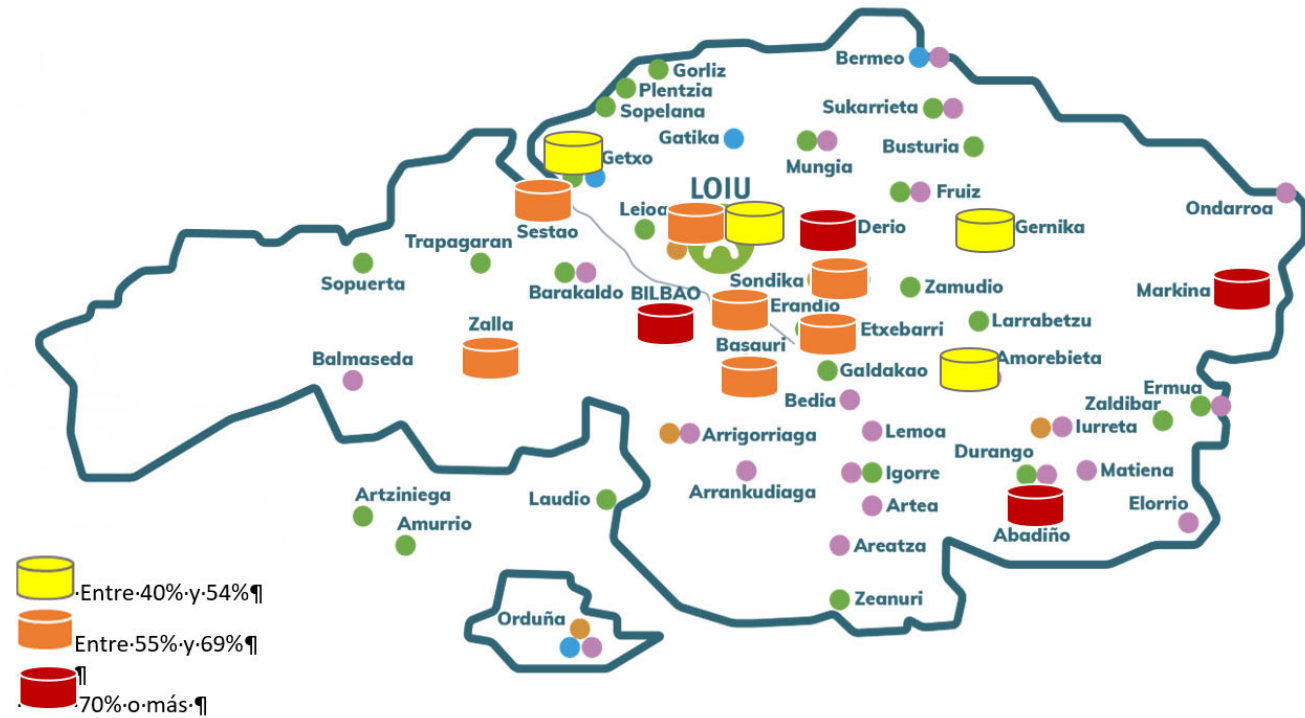 Bermeo
Gorliz
Plentzia
Sopelana
Sukarrieta
Gatika
Mungia
Busturia
Getxo
LOIU
Fruiz
Ondarroa
Leioa
Sestao
Derio
Gernika
Trapagaran
Sopuerta
Barakaldo
BILBAO
Sondika
Zamudio
Markina
Erandio
Zalla
Etxebarri
Larrabetzu
Basauri
Balmaseda
Galdakao
Amorebieta
Ermua
Bedia
Zaldibar
Arrigorriaga
Lemoa
Iurreta
Durango
Arrankudiaga
Igorre
Matiena
Artziniega
Laudio
Artea
Elorrio
Amurrio
Abadiño
Areatza
·Entre·40%·y·54%¶
Zeanuri
Orduña
Entre·55%·y·69%¶
¶
·70%·o·más·¶